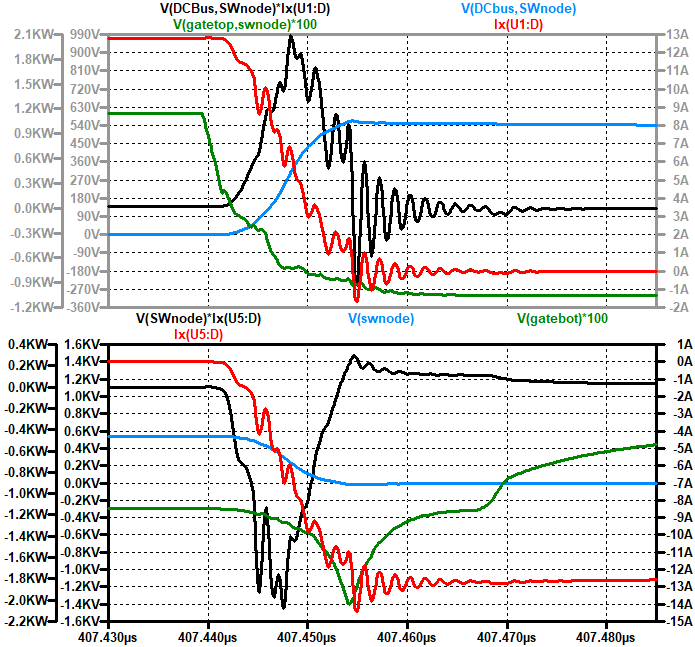 V(DCBus,SWnode)*Ix(U1:D) V(DCbus,SWnode)
V(gatetop,swnode)*100 Ix(U1:D)
2.1KW 990V 13A
900V 12A
1.8KW 810V 11A
1.5KW 720V 10A
1.2KW 630V 9A
0.9KW 540V 8A
450V 7A
0.6KW 360V 6A
0.3KW 270V 5A
180V 4A
0.0KW 90V 3A
-0.3KW 0V 2A
-90V 1A
-0.6KW -180V 0A
-0.9KW -270V -1A
-1.2KW -360V -2A
V(SWnode)*Ix(U5:D) V(swnode) V(gatebot)*100
Ix(U5:D)
0.4KW 1.6KV 1A
0.2KW 1.4KV 0A
0.0KW 1.2KV -1A
-0.2KW 1.0KV -2A
-0.4KW 0.8KV -3A
-0.6KW 0.6KV -4A
0.4KV -5A
-0.8KW 0.2KV -6A
-1.0KW 0.0KV -7A
-0.2KV -8A
-1.2KW -0.4KV -9A
-1.4KW -0.6KV -10A
-1.6KW -0.8KV -11A
-1.8KW -1.0KV -12A
-1.2KV -13A
-2.0KW -1.4KV -14A
-2.2KW -1.6KV -15A
407.430µs 407.440µs 407.450µs 407.460µs 407.470µs 407.480µs